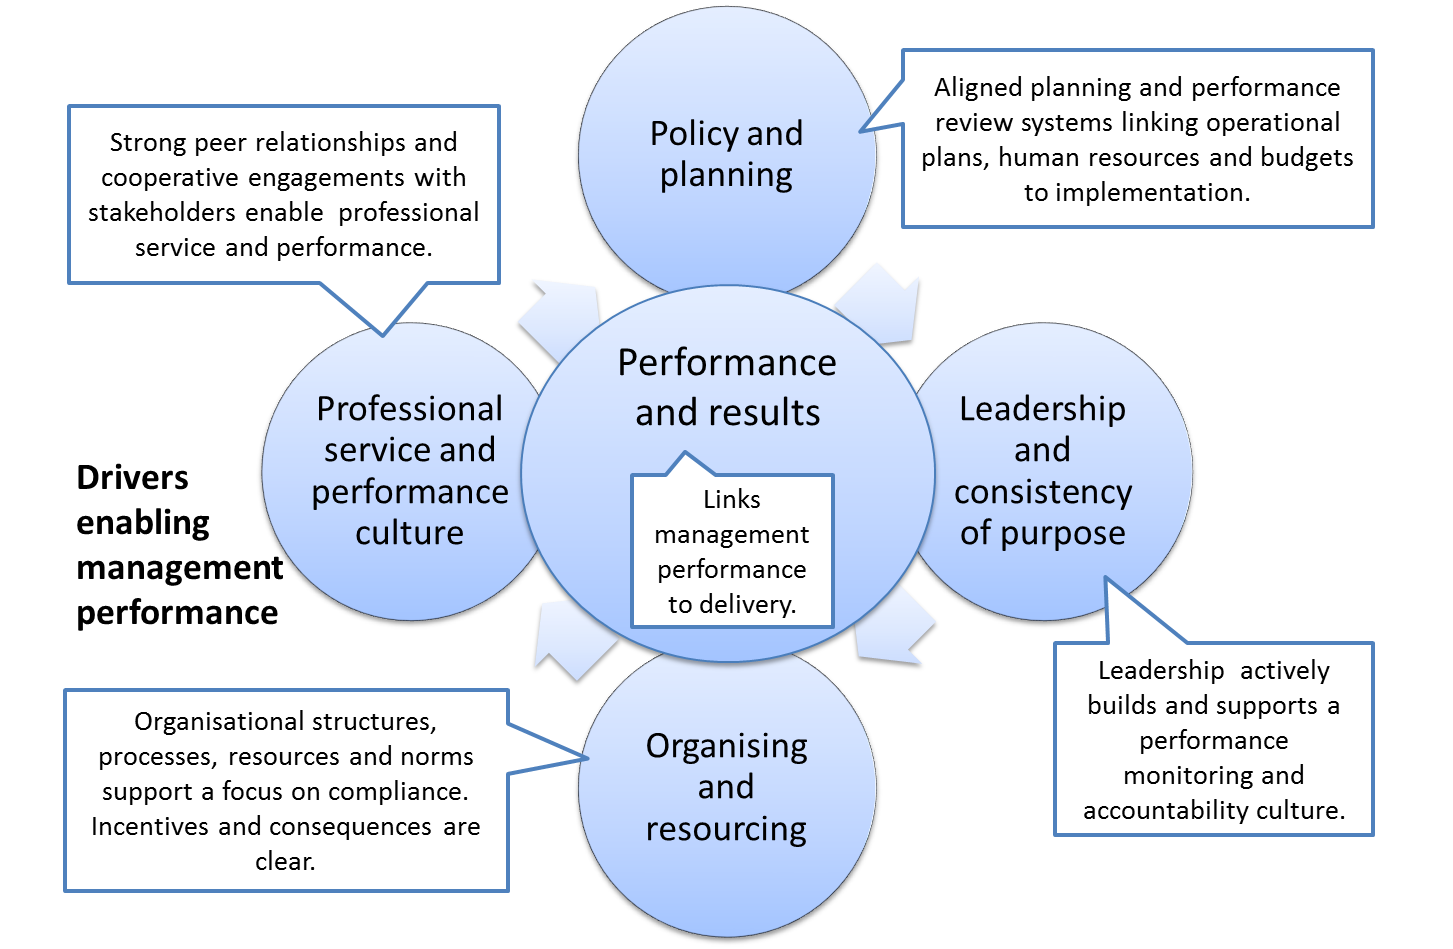 Policy and
planning
Aligned planning and performance
review systems linking operational
plans, human resources and budgets
to implementation.
Strong peer relationships and
cooperative engagements with
stakeholders enable professional
service and performance.
Performance
and results
Links
management
performance
to delivery.
Professional
service and
performance
culture
Leadership
and
consistency
of purpose
Drivers
enabling
management
performance
Leadership actively
builds and supports a
performance
monitoring and
accountability culture.
Organisational structures,
processes, resources and norms
support a focus on compliance.
Incentives and consequences are
clear.
Organising
and
resourcing